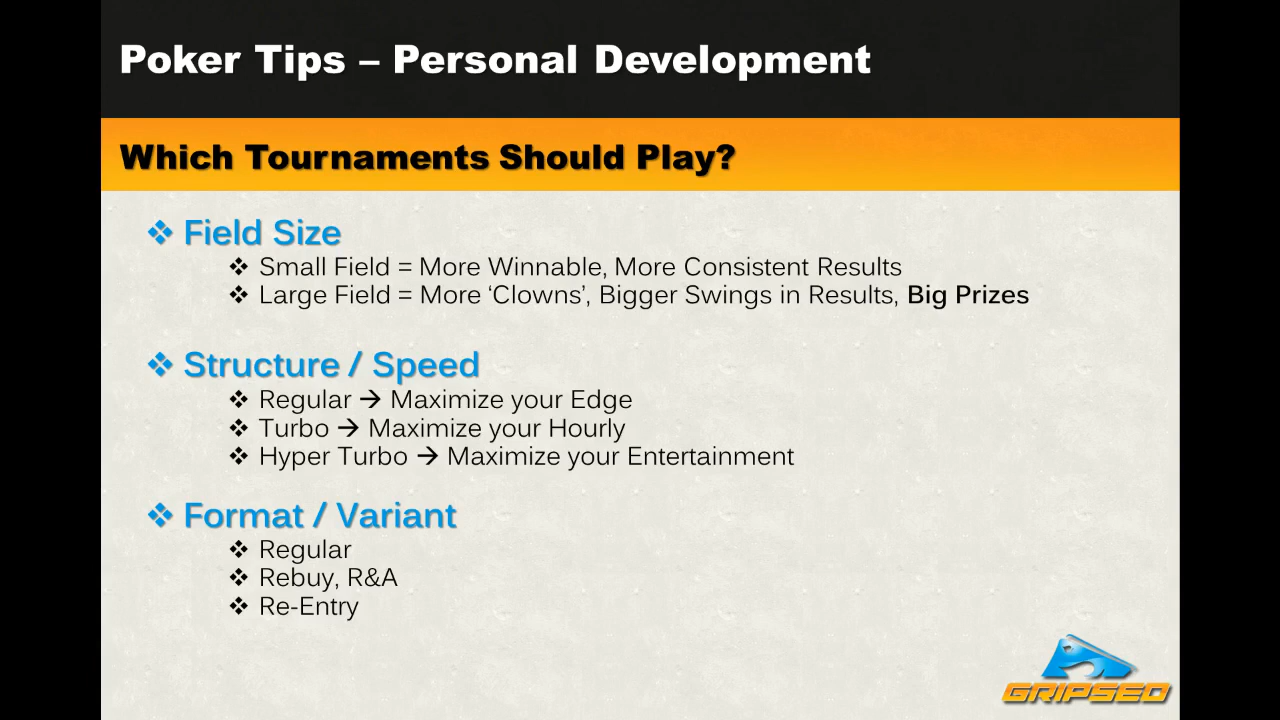 Poker Tips – Personal Development
Which Tournaments Should Play?
❖ Field Size
❖ Small Field = More Winnable, More Consistent Results
❖ Large Field = More ‘Clowns’, Bigger Swings in Results, Big Prizes
❖ Structure / Speed
❖ Regular → Maximize your Edge
❖ Turbo → Maximize your Hourly
❖ Hyper Turbo → Maximize your Entertainment
❖ Format / Variant
❖ Regular
❖ Rebuy, R&A
❖ Re-Entry
GRIPSED